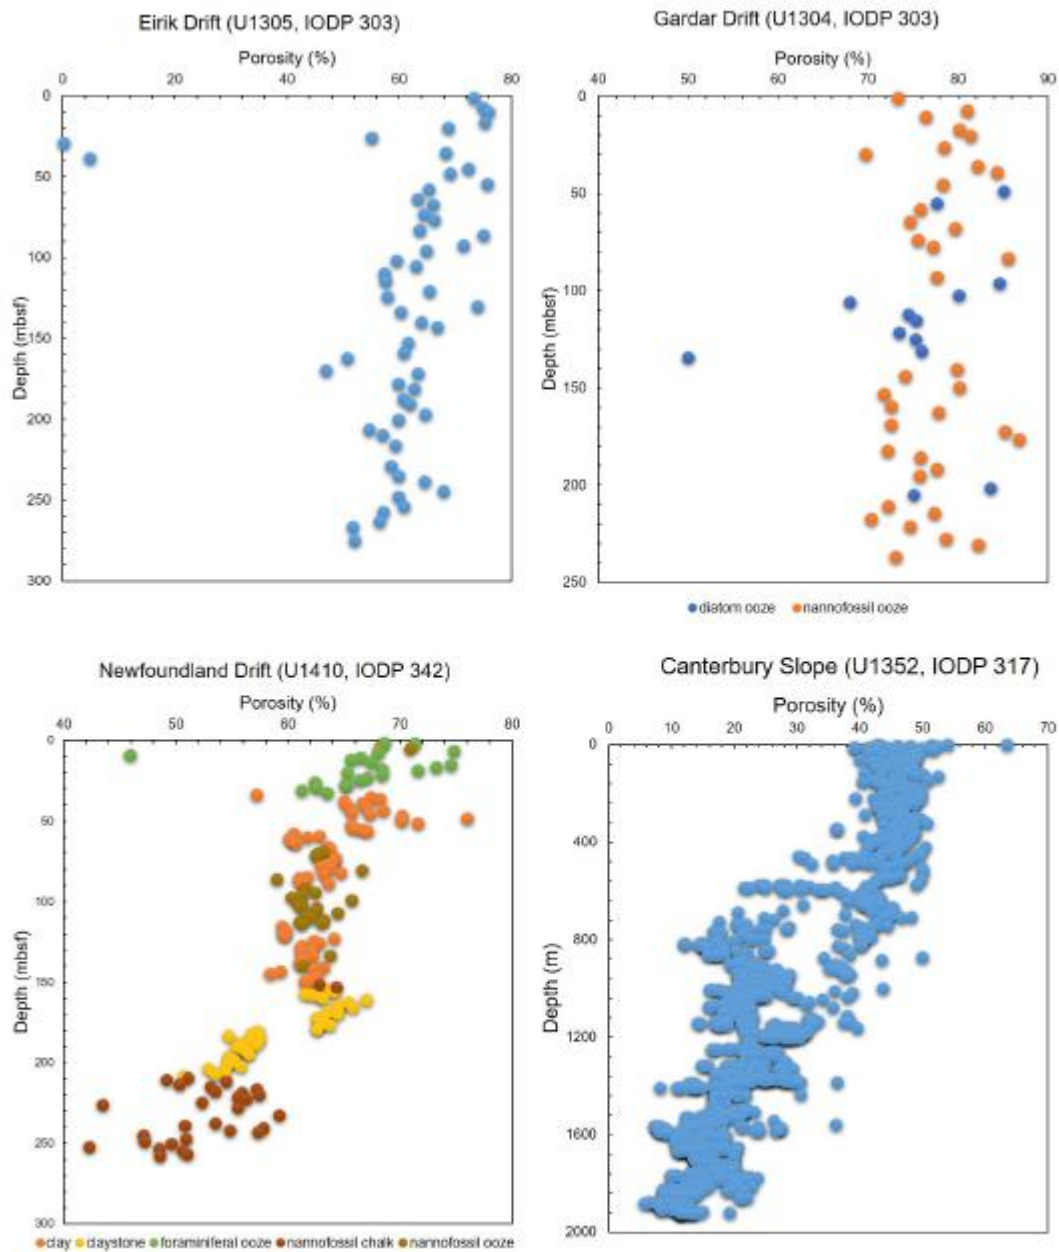 Eirik Drift (U1305, IODP 303)
Porosity (%)
0 20 40 60 80
0
50
100
150
200
250
300
Depth (mbsf)
Gardar Drift (U1304, IODP 303)
Porosity (%)
40 50 60 70 80 90
0
50
100
150
200
250
Depth (mbsf)
diatom ooze nannofossil ooze
Newfoundland Drift (U1410, IODP 342)
Porosity (%)
40 50 60 70 80
0
50
100
150
200
250
300
Depth (mbsf)
clay claystone foraminiferal ooze nannofossil chalk nannofossil ooze
Canterbury Slope (U1352, IODP 317)
Porosity (%)
0 10 20 30 40 50 60 70
0
400
800
1200
1600
2000
Depth (m)